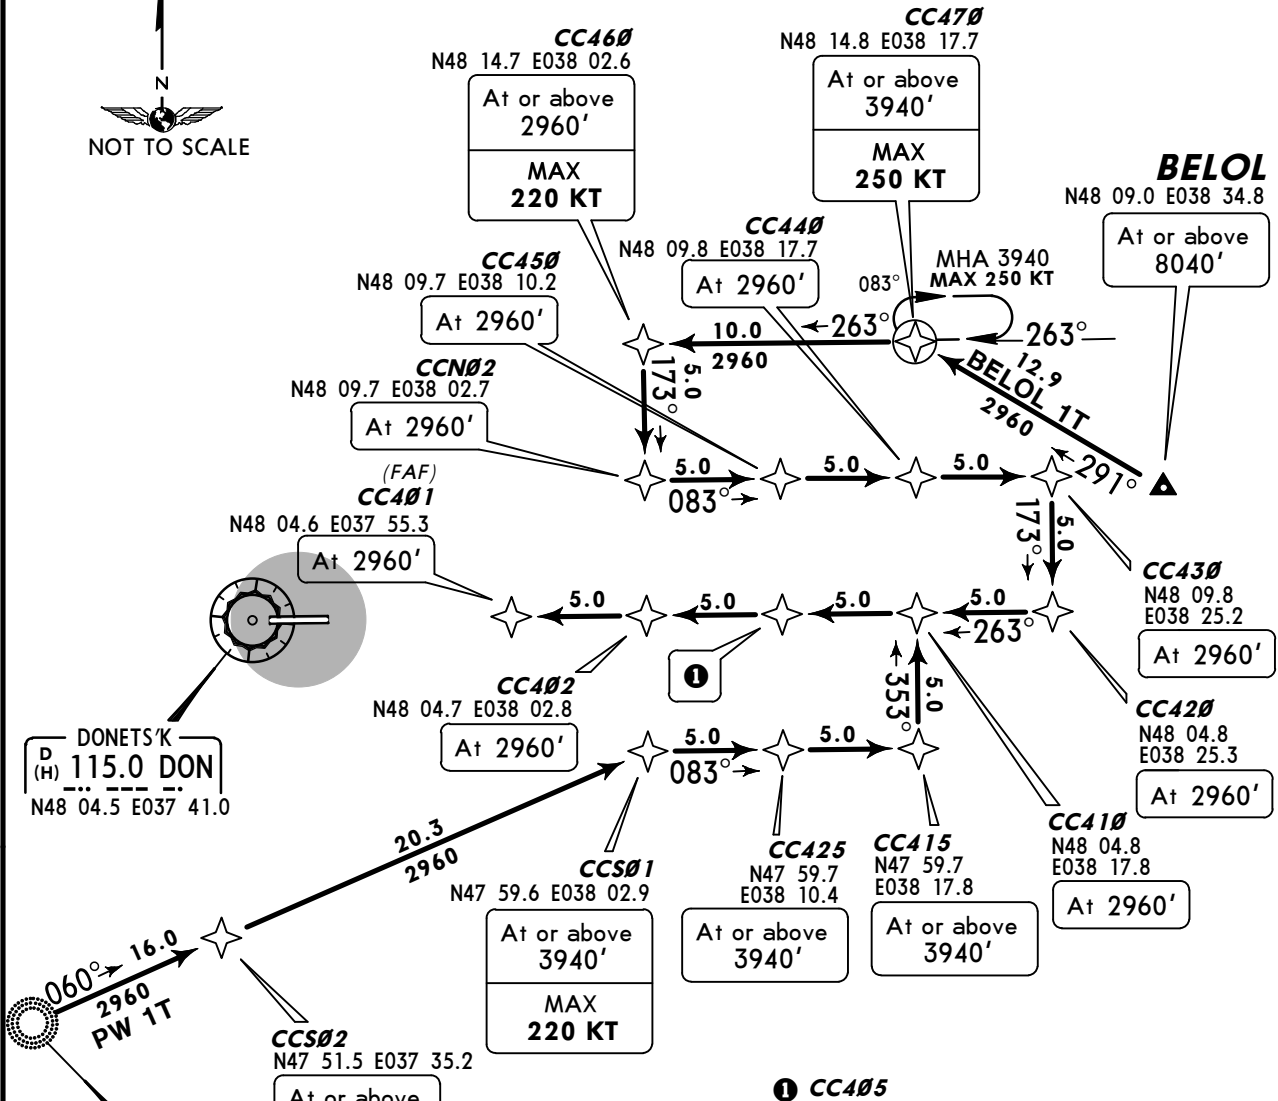 N
NOT TO SCALE
CC46Ø
N48 14.7 E038 02.6
At or above
2960'
MAX
220 KT
CC47Ø
N48 14.8 E038 17.7
At or above
3940'
MAX
250 KT
BELOL
N48 09.0 E038 34.8
At or above
8040'
CC45Ø
N48 09.7 E038 10.2
At 2960'
CC44Ø
N48 09.8 E038 17.7
At 2960'
MHA 3940
MAX 250 KT
083°
263°
263°
10.0
2960
12.9
BELOL 1T
2960
291°
CCNØ2
N48 09.7 E038 02.7
At 2960'
173°
5.0
5.0
083°
5.0
5.0
173°
5.0
(FAF)
CC4Ø1
N48 04.6 E037 55.3
At 2960'
5.0
5.0
5.0
5.0
263°
CC43Ø
N48 09.8
E038 25.2
At 2960'
1
CC4Ø2
N48 04.7 E038 02.8
At 2960'
353°
5.0
CC42Ø
N48 04.8
E038 25.3
At 2960'
DONETS'K
D
(H) 115.0 DON
N48 04.5 E037 41.0
5.0
083°
5.0
20.3
2960
CCSØ1
N47 59.6 E038 02.9
At or above
3940'
MAX
220 KT
CC425
N47 59.7
E038 10.4
At or above
3940'
CC415
N47 59.7
E038 17.8
At or above
3940'
CC41Ø
N48 04.8
E038 17.8
At 2960'
060°
16.0
2960
PW 1T
CCSØ2
N47 51.5 E037 35.2
At or above
1 CC4Ø5